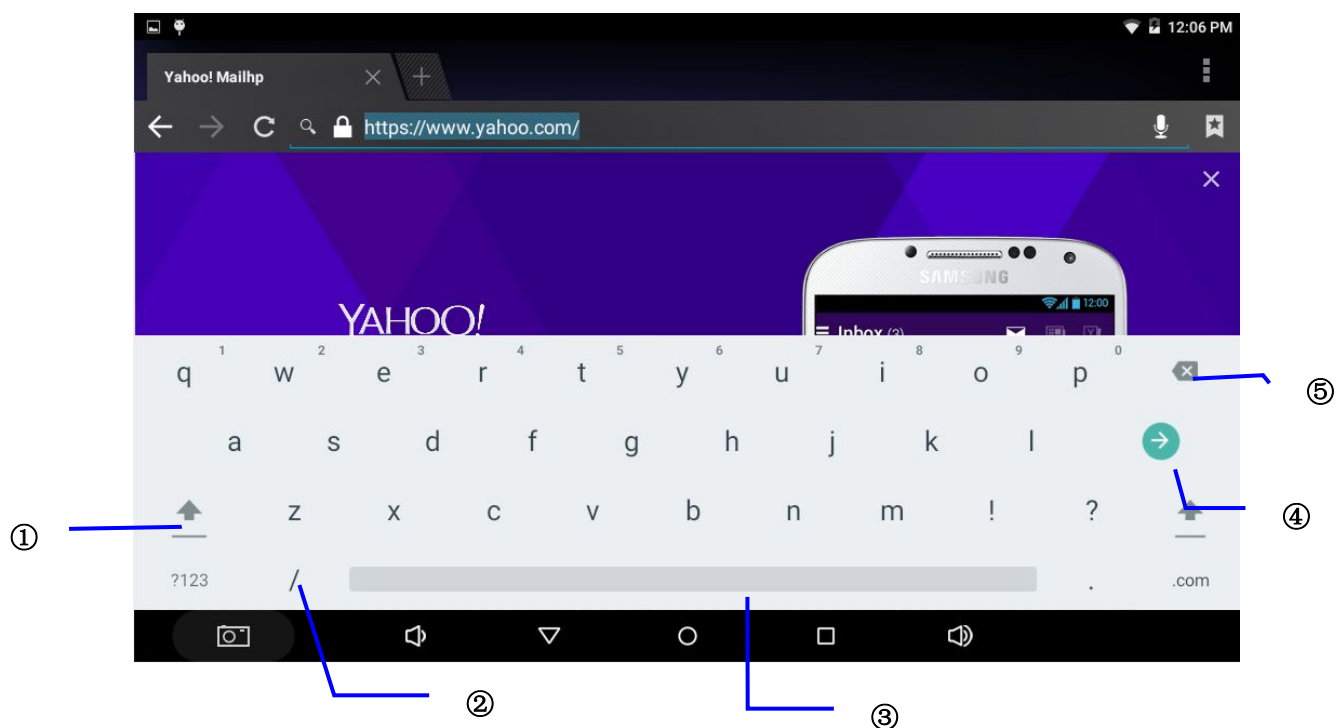 12:06 PM
Yahoo! Mailhp
https://www.yahoo.com/
SAMSUNG
12:00
YAHOO!
Inbox (3)
1 2 3 4 5 6 7 8 9 0
q w e r t y u i o p
⑤
a s d f g h j k l
z x c v b n m ! ?
④
①
?123 / . .com
②
③